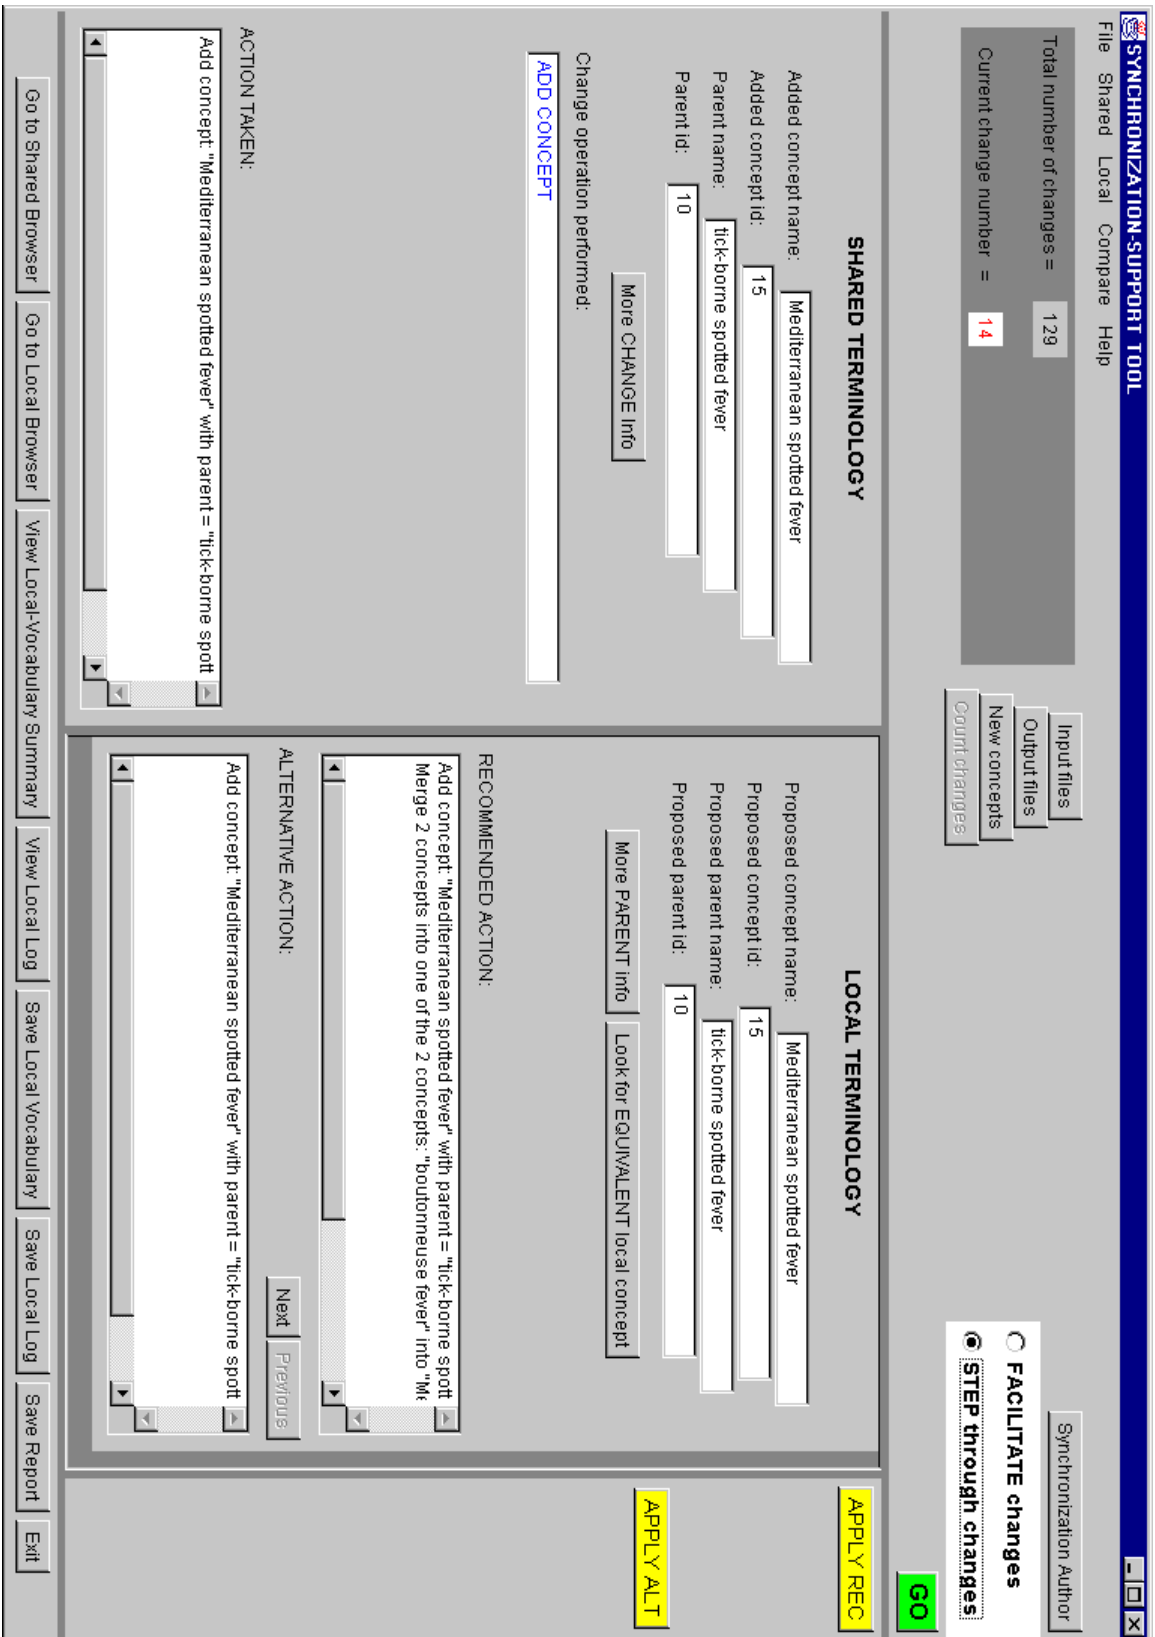 SYNCHRONIZATION-SUPPORT TOOL
File Shared Local Compare Help
Total number of changes = 129
Current change number = 14
Input files
Output files
New concepts
Count changes
Synchronization Author
FACILITATE changes
STEP through changes
GO
SHARED TERMINOLOGY
Added concept name: Mediterranean spotted fever
Added concept id: 15
Parent name: tick-borne spotted fever
Parent id: 10
More CHANGE Info
Change operation performed:
ADD CONCEPT
ACTION TAKEN:
Add concept: "Mediterranean spotted fever" with parent = "tick-borne spott
LOCAL TERMINOLOGY
Proposed concept name: Mediterranean spotted fever
Proposed concept id: 15
Proposed parent name: tick-borne spotted fever
Proposed parent id: 10
More PARENT info
Look for EQUIVALENT local concept
RECOMMENDED ACTION:
Add concept: "Mediterranean spotted fever" with parent = "tick-borne spott
Merge 2 concepts into one of the 2 concepts: "boutonneuse fever" into "Me
ALTERNATIVE ACTION:
Next Previous
Add concept: "Mediterranean spotted fever" with parent = "tick-borne spott
APPLY REC
APPLY ALT
Go to Shared Browser Go to Local Browser View Local-Vocabulary Summary View Local Log Save Local Vocabulary Save Local Log Save Report Exit